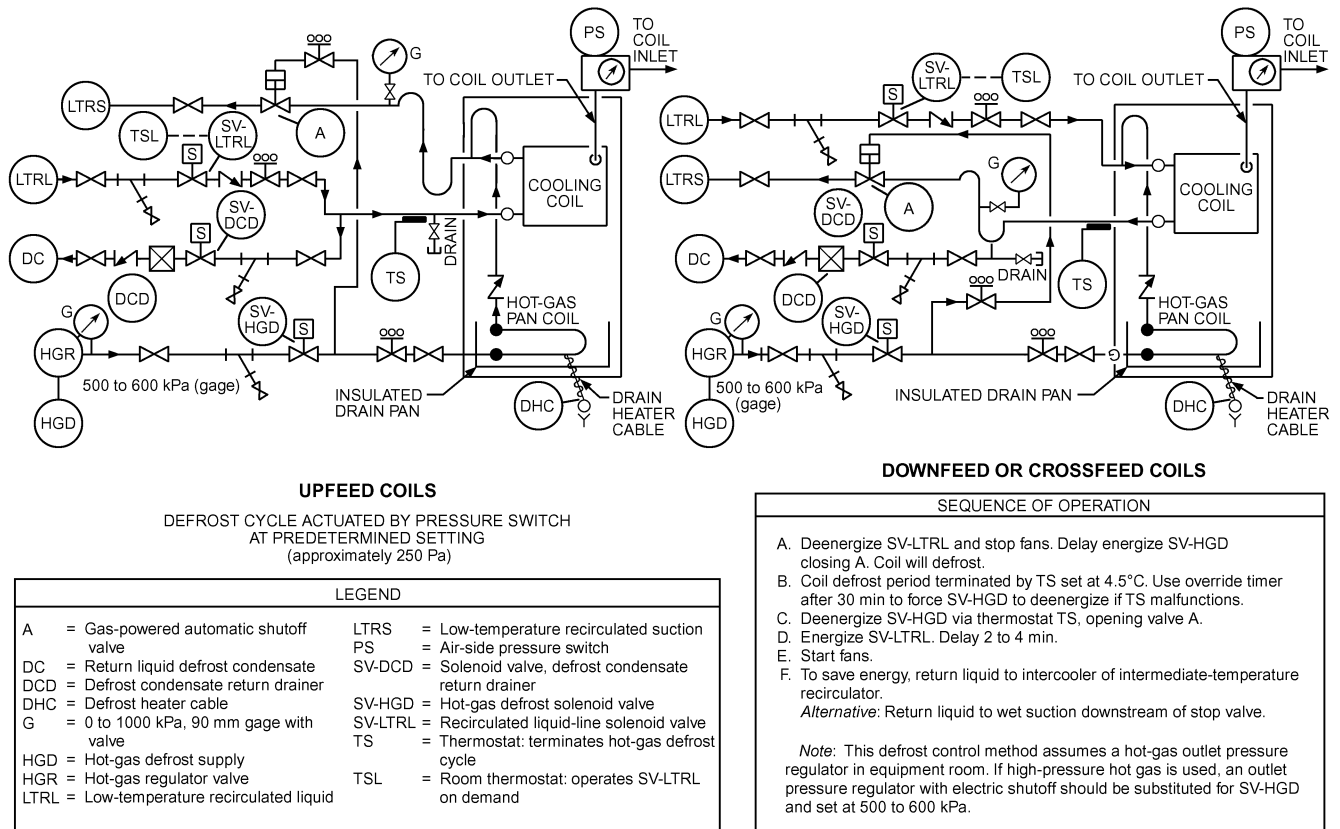 PS
TO
COIL
INLET
G
TO COIL OUTLET
LTRS
TSL
SV-
LTRL
S
A
LTRL
COOLING
COIL
SV-
DCD
S
DC
DRAIN
TS
DCD
HOT-GAS
PAN COIL
G
SV-
HGD
S
HGR
500 to 600 kPa (gage)
INSULATED
DRAIN PAN
DHC
DRAIN
HEATER
CABLE
HGD
PS
TO
COIL
INLET
SV-
LTRL
TSL
TO COIL OUTLET
S
LTRL
G
LTRS
COOLING
COIL
SV-
DCD
A
S
DC
DRAIN
TS
DCD
HOT-GAS
PAN COIL
G
SV-
HGD
S
HGR
500 to 600 kPa
(gage)
INSULATED DRAIN PAN
DHC
DRAIN
HEATER
CABLE
HGD
UPFEED COILS
DEFROST CYCLE ACTUATED BY PRESSURE SWITCH
AT PREDETERMINED SETTING
(approximately 250 Pa)
LEGEND
A = Gas-powered automatic shutoff
valve
DC = Return liquid defrost condensate
DCD = Defrost condensate return drainer
DHC = Defrost heater cable
G = 0 to 1000 kPa, 90 mm gage with
valve
HGD = Hot-gas defrost supply
HGR = Hot-gas regulator valve
LTRL = Low-temperature recirculated liquid
LTRS = Low-temperature recirculated suction
PS = Air-side pressure switch
SV-DCD = Solenoid valve, defrost condensate
return drainer
SV-HGD = Hot-gas defrost solenoid valve
SV-LTRL = Recirculated liquid-line solenoid valve
TS = Thermostat: terminates hot-gas defrost
cycle
TSL = Room thermostat: operates SV-LTRL
on demand
DOWNFEED OR CROSSFEED COILS
SEQUENCE OF OPERATION
A. Deenergize SV-LTRL and stop fans. Delay energize SV-HGD
closing A. Coil will defrost.
B. Coil defrost period terminated by TS set at 4.5°C. Use override timer
after 30 min to force SV-HGD to deenergize if TS malfunctions.
C. Deenergize SV-HGD via thermostat TS, opening valve A.
D. Energize SV-LTRL. Delay 2 to 4 min.
E. Start fans.
F. To save energy, return liquid to intercooler of intermediate-temperature
recirculator.
Alternative: Return liquid to wet suction downstream of stop valve.
Note: This defrost control method assumes a hot-gas outlet pressure
regulator in equipment room. If high-pressure hot gas is used, an outlet
pressure regulator with electric shutoff should be substituted for SV-HGD
and set at 500 to 600 kPa.